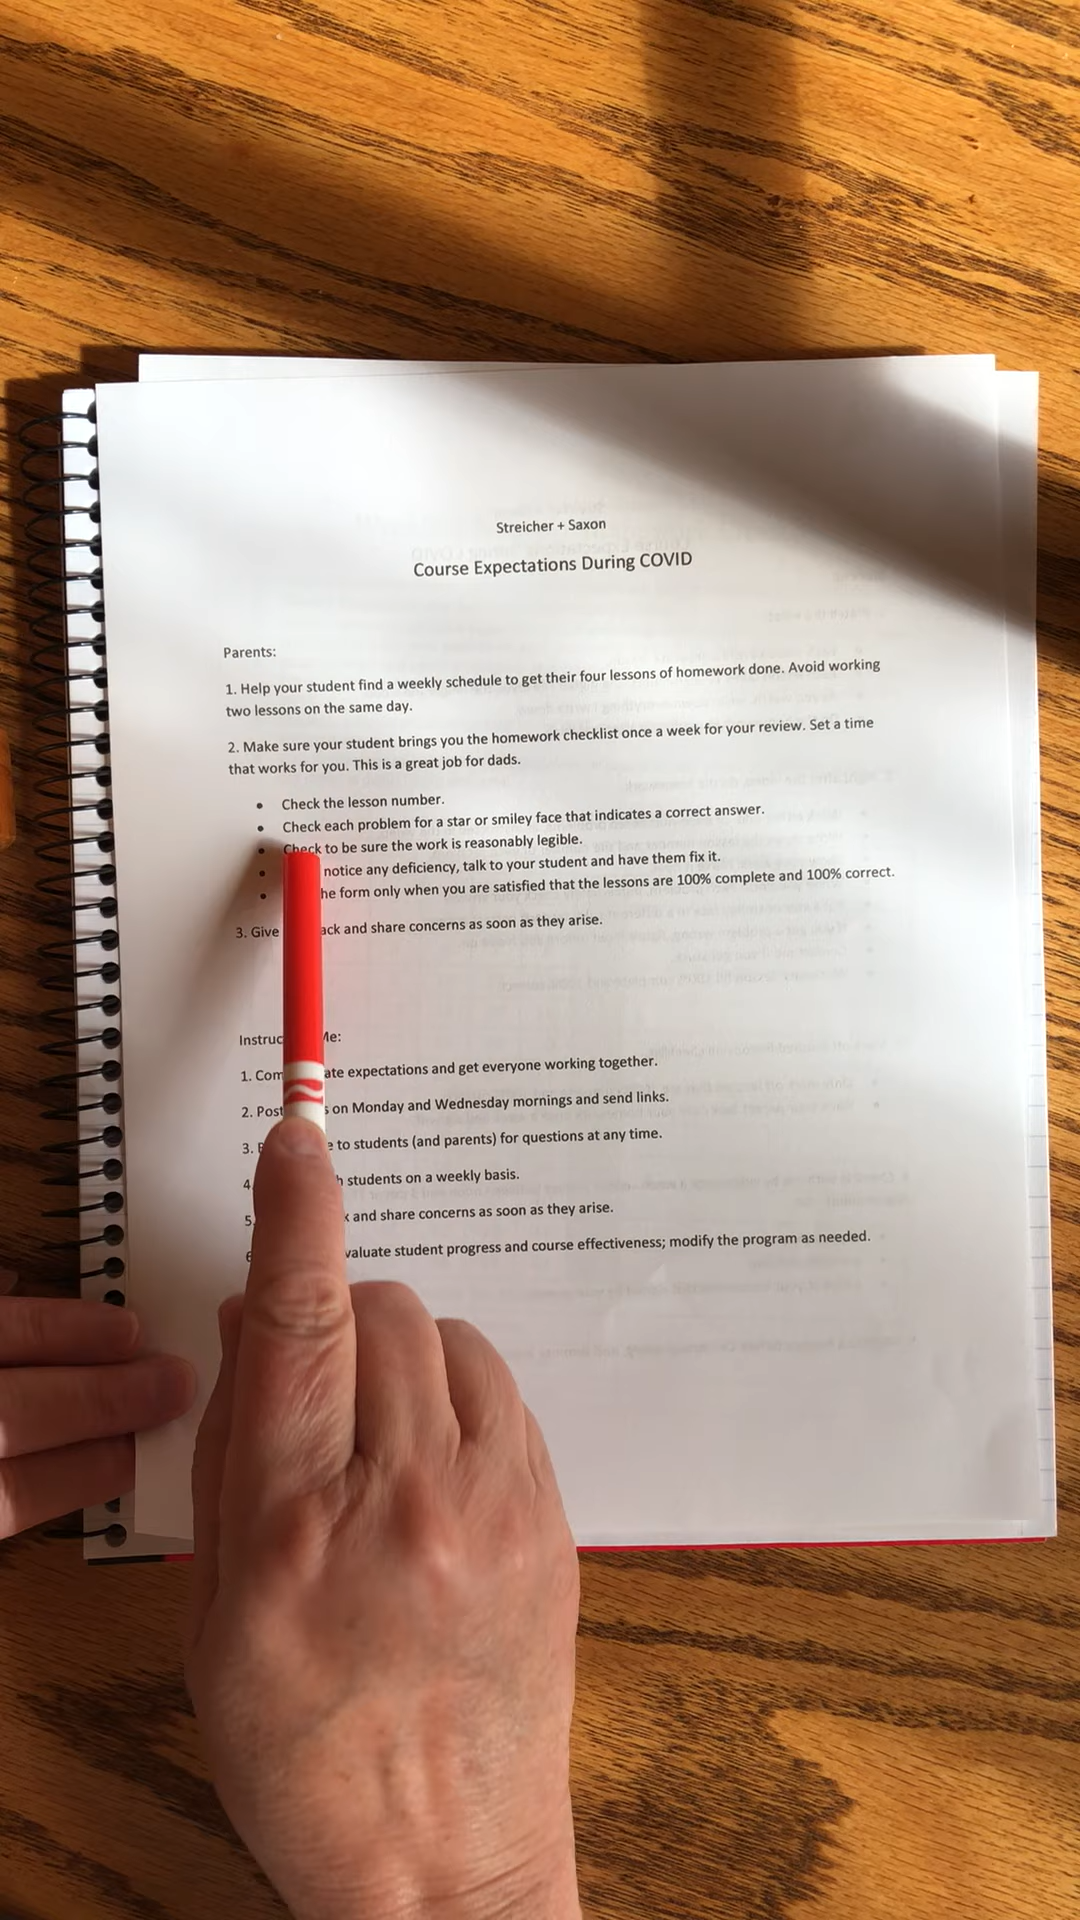 Streicher + Saxon
Course Expectations During COVID
Parents:
1. Help your student find a weekly schedule to get their four lessons of homework done. Avoid working
two lessons on the same day.
2. Make sure your student brings you the homework checklist once a week for your review. Set a time
that works for you. This is a great job for dads.
• Check the lesson number.
• Check each problem for a star or smiley face that indicates a correct answer.
• Check to be sure the work is reasonably legible.
• notice any deficiency, talk to your student and have them fix it.
• form only when you are satisfied that the lessons are 100% complete and 100% correct.
3. Give and share concerns as soon as they arise.
1. expectations and get everyone working together.
2. Post on Monday and Wednesday mornings and send links.
3. to students (and parents) for questions at any time.
4 students on a weekly basis.
5. and share concerns as soon as they arise.
student progress and course effectiveness; modify the program as needed.